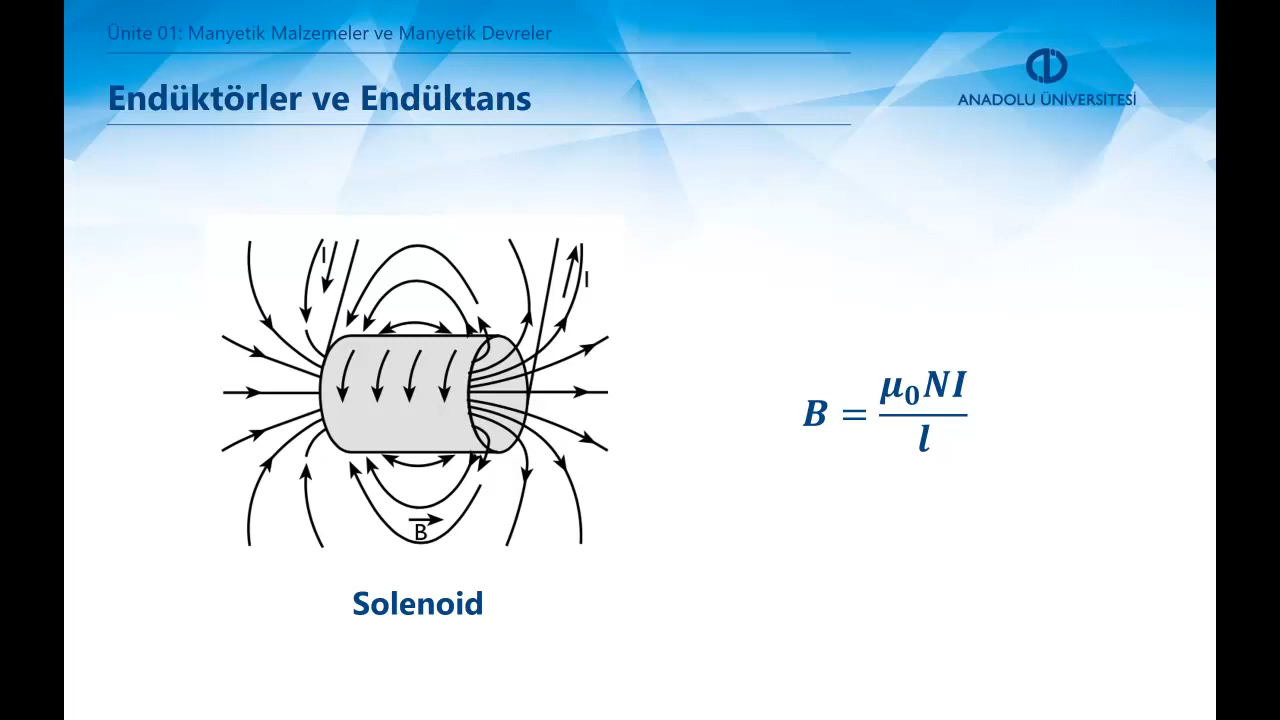 Ünite 01: Manyetik Malzemeler ve Manyetik Devreler
Endüktörler ve Endüktans
ANADOLU ÜNİVERSİTESİ
I
I
B = μ₀NI / l
B
Solenoid